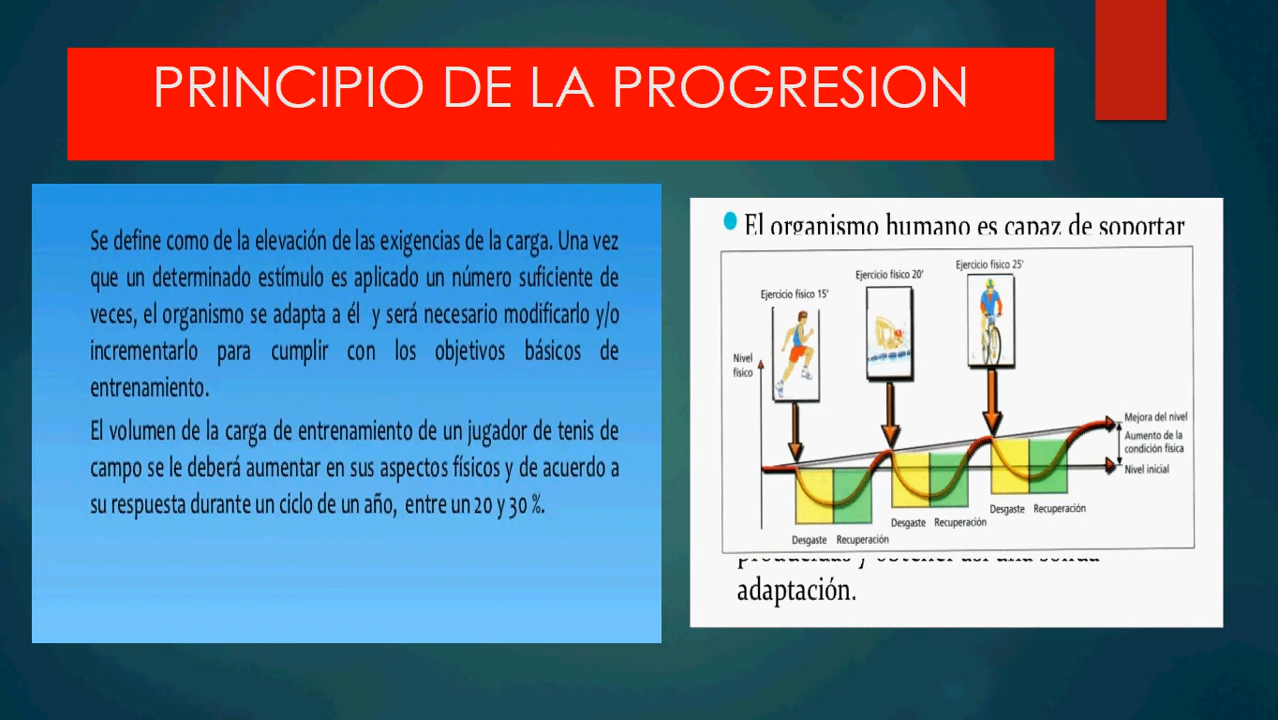 PRINCIPIO DE LA PROGRESION
Se define como de la elevación de las exigencias de la carga. Una vez
que un determinado estímulo es aplicado un número suficiente de
veces, el organismo se adapta a él y será necesario modificarlo y/o
incrementarlo para cumplir con los objetivos básicos de
entrenamiento.
El volumen de la carga de entrenamiento de un jugador de tenis de
campo se le deberá aumentar en sus aspectos físicos y de acuerdo a
su respuesta durante un ciclo de un año, entre un 20 y 30 %.
El organismo humano es capaz de soportar
Ejercicio físico 15'
Ejercicio físico 20'
Ejercicio físico 25'
Nivel
físico
Mejora del nivel
Aumento de la
condición física
Nivel inicial
Desgaste Recuperación
Desgaste Recuperación
Desgaste Recuperación
adaptación.